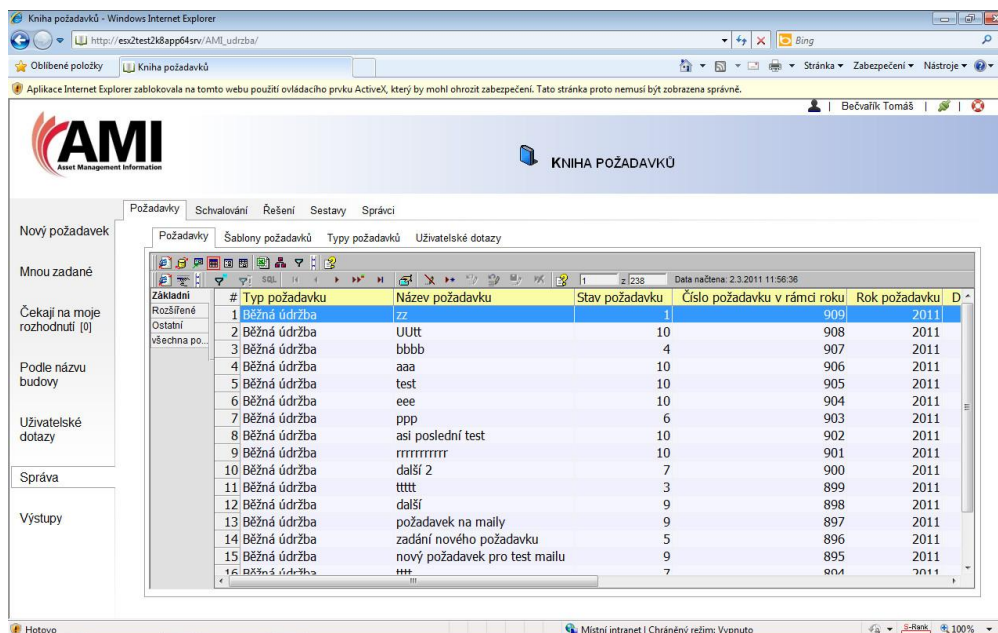 Kniha požadavků - Windows Internet Explorer
http://esx2test2k8app64srv/AMI_udrzba/
Bing
Oblíbené položky
Kniha požadavků
Stránka
Zabezpečení
Nástroje
Aplikace Internet Explorer zablokovala na tomto webu použití ovládacího prvku ActiveX, který by mohl ohrozit zabezpečení. Tato stránka proto nemusí být zobrazena správně.
| Bečvařík Tomáš | |
AMI
Asset Management Information
KNIHA POŽADAVKŮ
Požadavky Schvalování Řešení Sestavy Správci
Požadavky Šablony požadavků Typy požadavků Uživatelské dotazy
Nový požadavek
Mnou zadané
Čekají na moje
rozhodnutí [0]
Podle názvu
budovy
Uživatelské
dotazy
Správa
Výstupy
SQL 1 z 238 Data načtena: 2.3.2011 11:56:36
Základní
Rozšířené
Ostatní
všechna po...
# Typ požadavku Název požadavku Stav požadavku Číslo požadavku v rámci roku Rok požadavku D
1 Běžná údržba zz 1 909 2011
2 Běžná údržba UUtt 10 908 2011
3 Běžná údržba bbbb 4 907 2011
4 Běžná údržba aaa 10 906 2011
5 Běžná údržba test 10 905 2011
6 Běžná údržba eee 10 904 2011
7 Běžná údržba ppp 6 903 2011
8 Běžná údržba asi poslední test 10 902 2011
9 Běžná údržba rrrrrrrrrrr 10 901 2011
10 Běžná údržba další 2 7 900 2011
11 Běžná údržba ttttt 3 899 2011
12 Běžná údržba další 9 898 2011
13 Běžná údržba požadavek na maily 9 897 2011
14 Běžná údržba zadání nového požadavku 5 896 2011
15 Běžná údržba nový požadavek pro test mailu 9 895 2011
16 Běžná údržba tttt 7 894 2011
Hotovo
Místní intranet | Chráněný režim: Vypnuto
S-Rank
100%